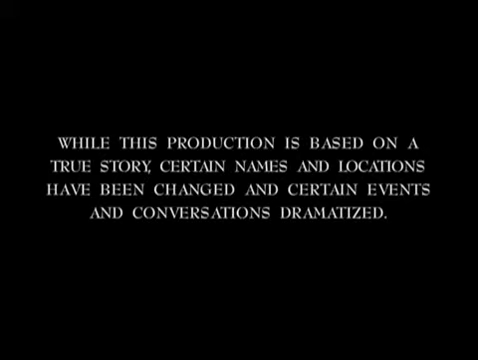 WHILE THIS PRODUCTION IS BASED ON A
TRUE STORY, CERTAIN NAMES AND LOCATIONS
HAVE BEEN CHANGED AND CERTAIN EVENTS
AND CONVERSATIONS DRAMATIZED.